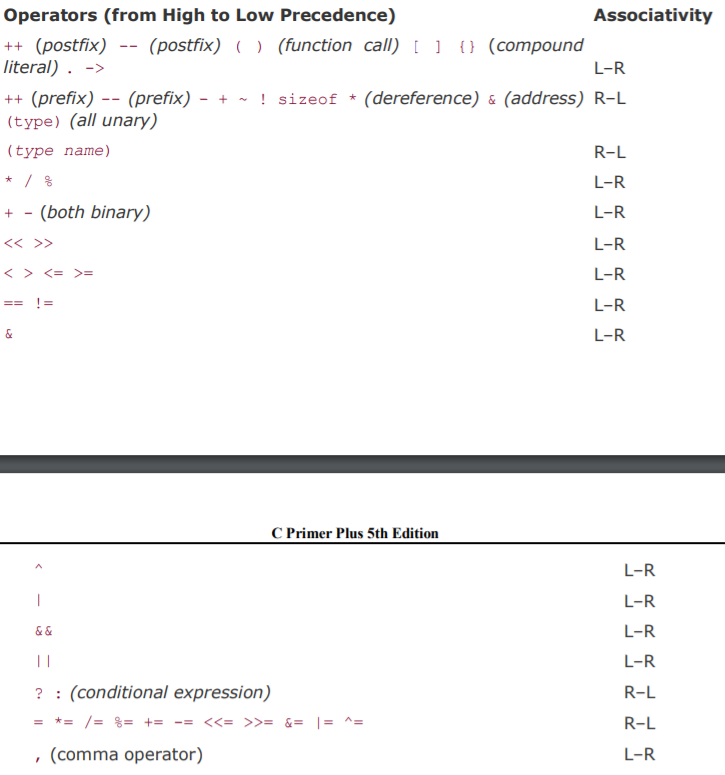 Operators (from High to Low Precedence) Associativity
++ (postfix) -- (postfix) ( ) (function call) [ ] {} (compound
literal) . -> L–R
++ (prefix) -- (prefix) - + ~ ! sizeof * (dereference) & (address) R–L
(type) (all unary)
(type name) R–L
* / % L–R
+ - (both binary) L–R
<< >> L–R
< > <= >= L–R
== != L–R
& L–R
C Primer Plus 5th Edition
^ L–R
| L–R
&& L–R
|| L–R
? : (conditional expression) R–L
= *= /= %= += -= <<= >>= &= |= ^= R–L
, (comma operator) L–R